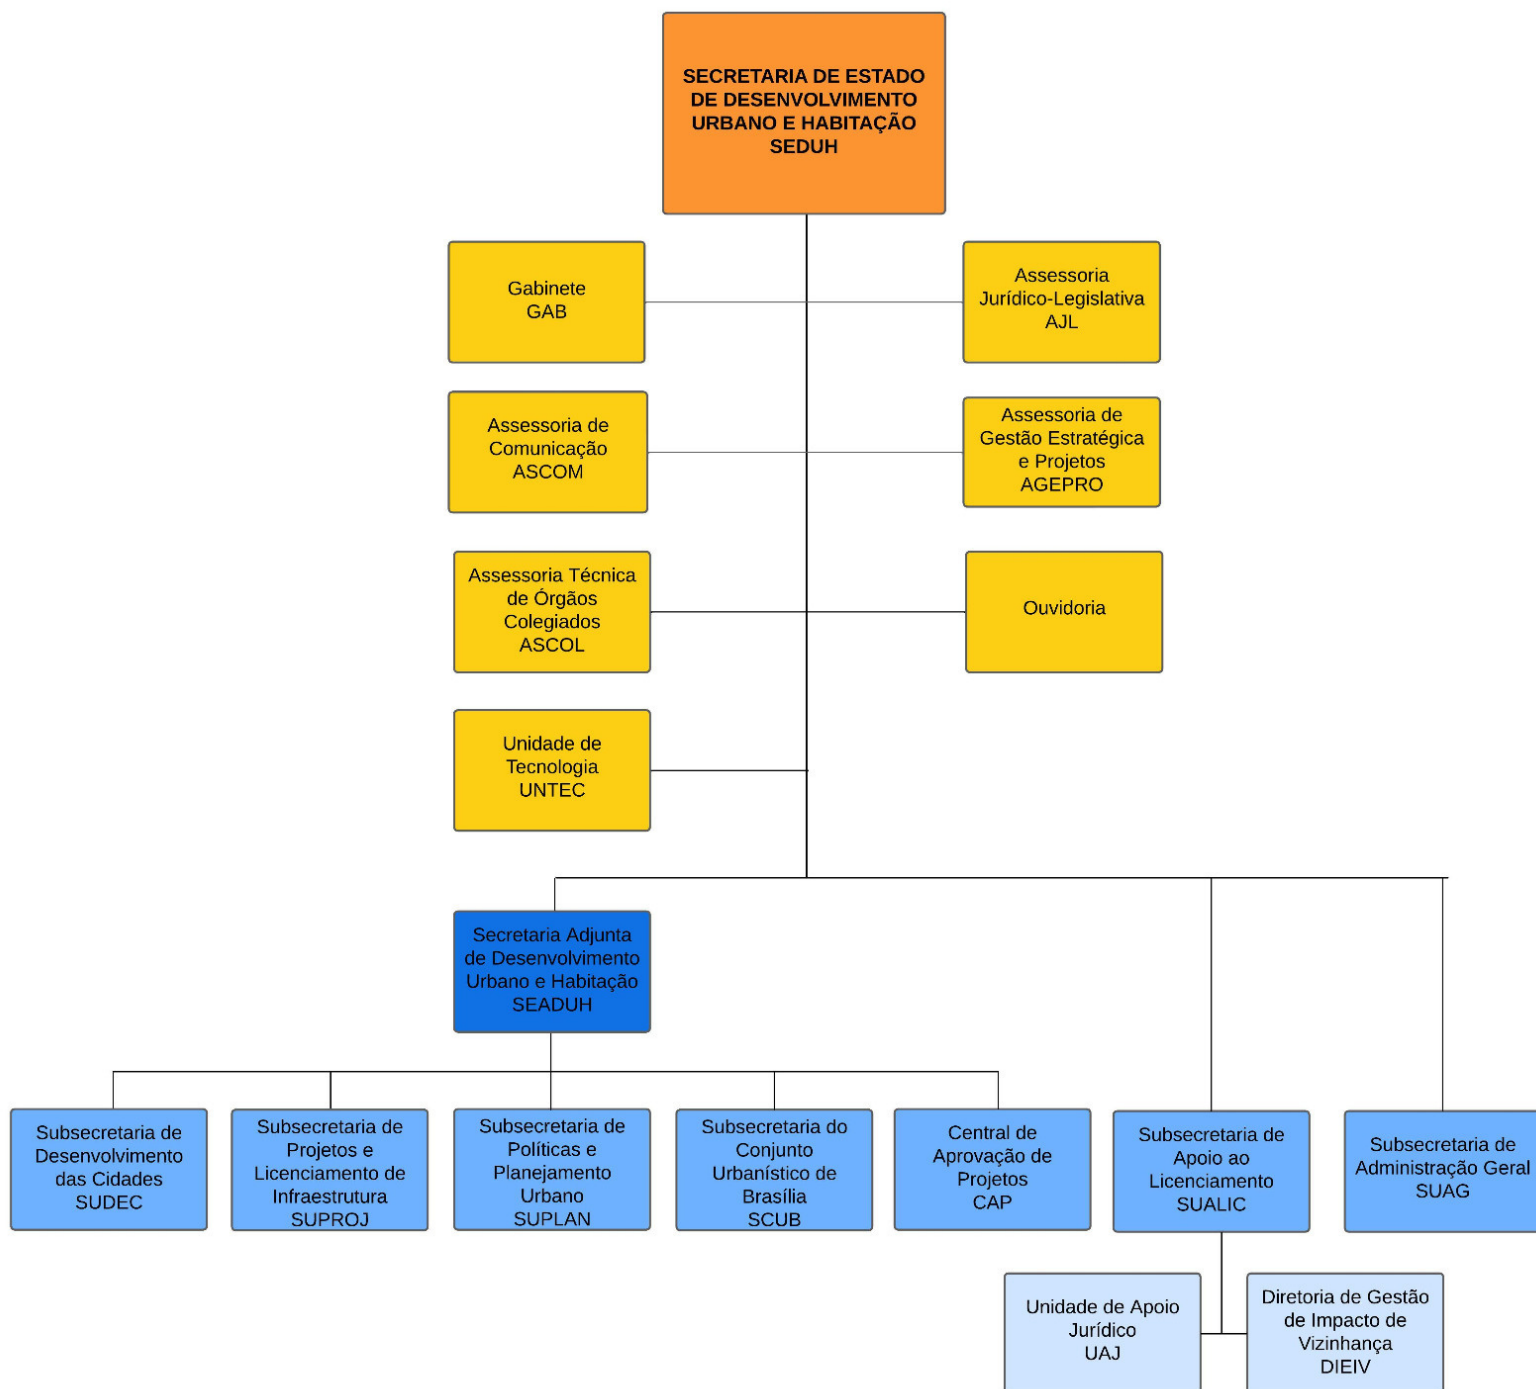 SECRETARIA DE ESTADO
DE DESENVOLVIMENTO
URBANO E HABITAÇÃO
SEDUH
Gabinete
GAB
Assessoria
Jurídico-Legislativa
AJL
Assessoria de
Comunicação
ASCOM
Assessoria de
Gestão Estratégica
e Projetos
AGEPRO
Assessoria Técnica
de Órgãos
Colegiados
ASCOL
Ouvidoria
Unidade de
Tecnologia
UNTEC
Secretaria Adjunta
de Desenvolvimento
Urbano e Habitação
SEADUH
Subsecretaria de
Desenvolvimento
das Cidades
SUDEC
Subsecretaria de
Projetos e
Licenciamento de
Infraestrutura
SUPROJ
Subsecretaria de
Políticas e
Planejamento
Urbano
SUPLAN
Subsecretaria do
Conjunto
Urbanístico de
Brasília
SCUB
Central de
Aprovação de
Projetos
CAP
Subsecretaria de
Apoio ao
Licenciamento
SUALIC
Subsecretaria de
Administração Geral
SUAG
Unidade de Apoio
Jurídico
UAJ
Diretoria de Gestão
de Impacto de
Vizinhança
DIEIV